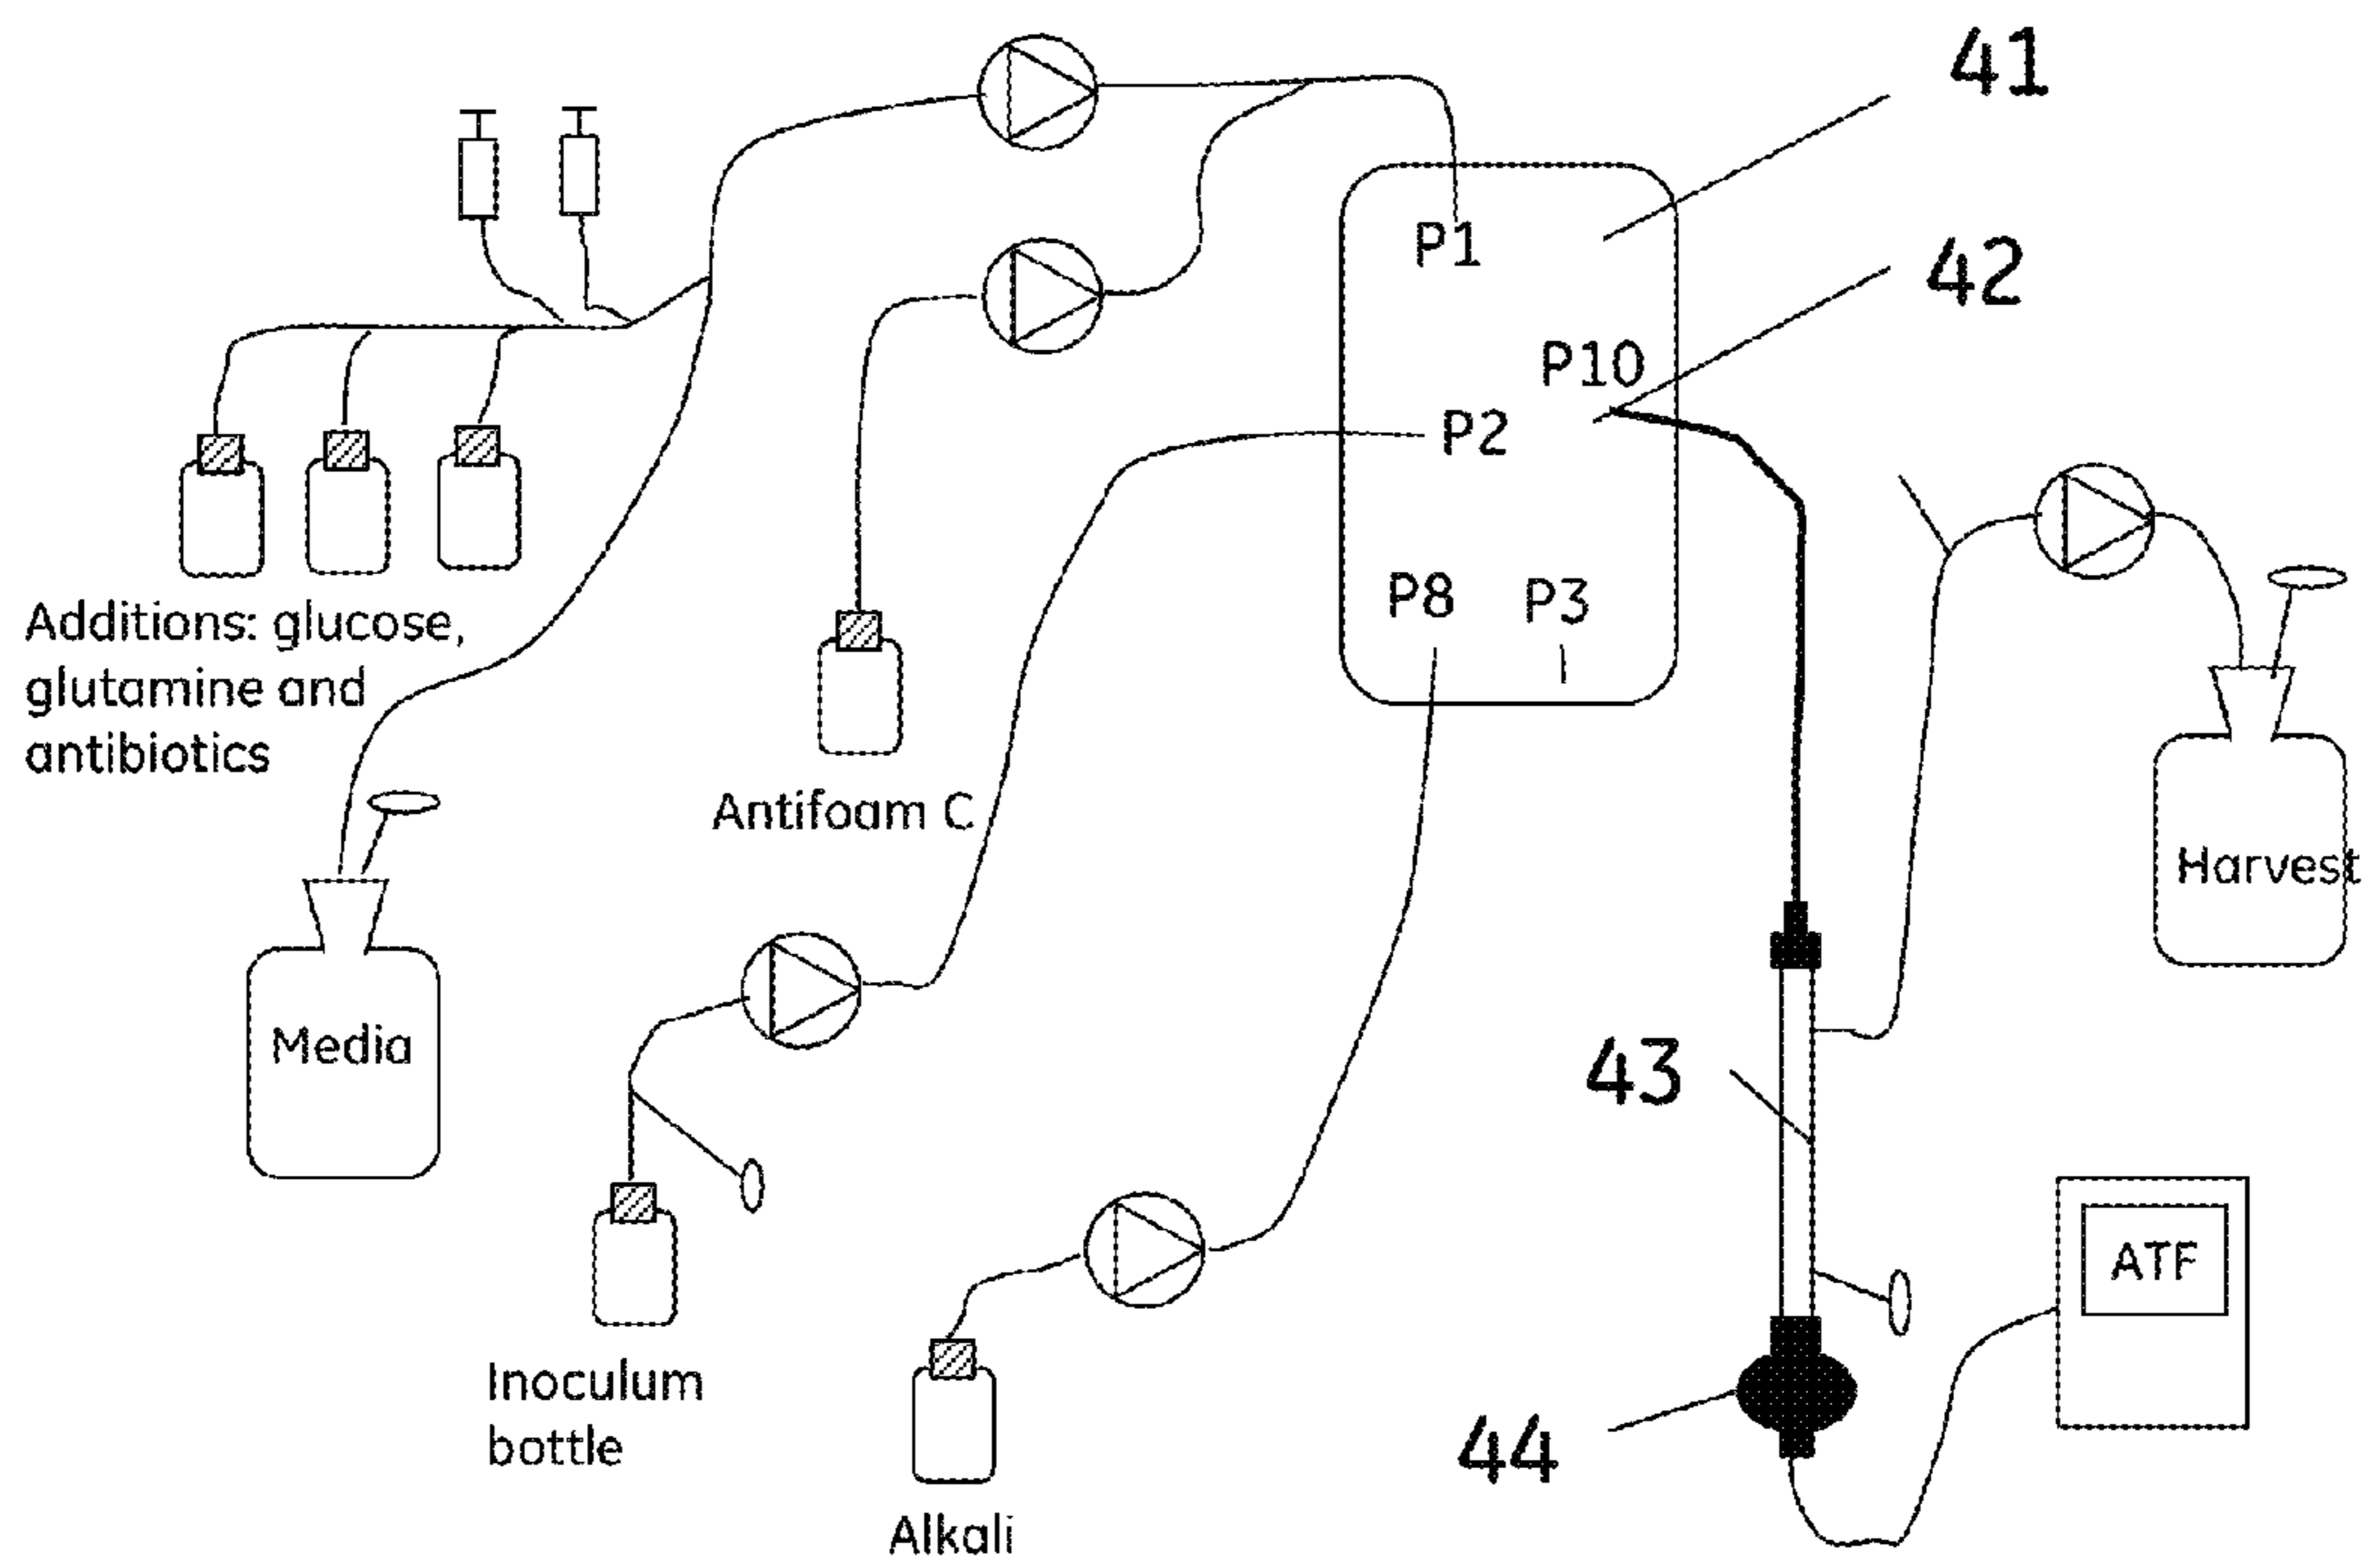 41
P1
42
P10
P2
P8
P3
Additions: glucose,
glutamine and
antibiotics
Antifoam C
Harvest
Media
43
ATF
Inoculum
bottle
44
Alkali